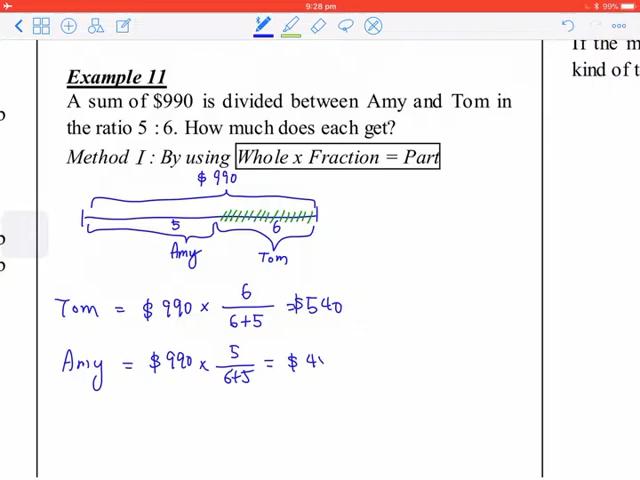 9:28 pm
99%
If the m
kind of t
Example 11
A sum of $990 is divided between Amy and Tom in
the ratio 5 : 6. How much does each get?
Method I : By using Whole x Fraction = Part
$ 990
5 6
Amy Tom
Tom = $ 990 × 6 / 6+5 = $540
Amy = $ 990 × 5 / 6+5 = $ 4